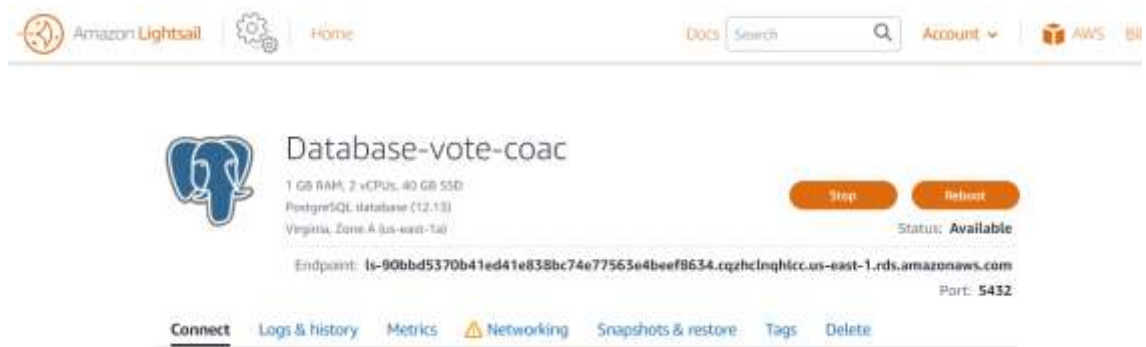 Amazon Lightsail Home Docs Search Account AWS
Database-vote-coac
1 GB RAM, 2 vCPUs, 40 GB SSD
PostgreSQL database (12.13)
Virginia, Zone A (us-east-1a)
Stop Reboot
Status: Available
Endpoint: ls-90bbd5370b41ed41e838bc74e77563e4beef8634.cqzhclnqhlcc.us-east-1.rds.amazonaws.com
Port: 5432
Connect Logs & history Metrics Networking Snapshots & restore Tags Delete